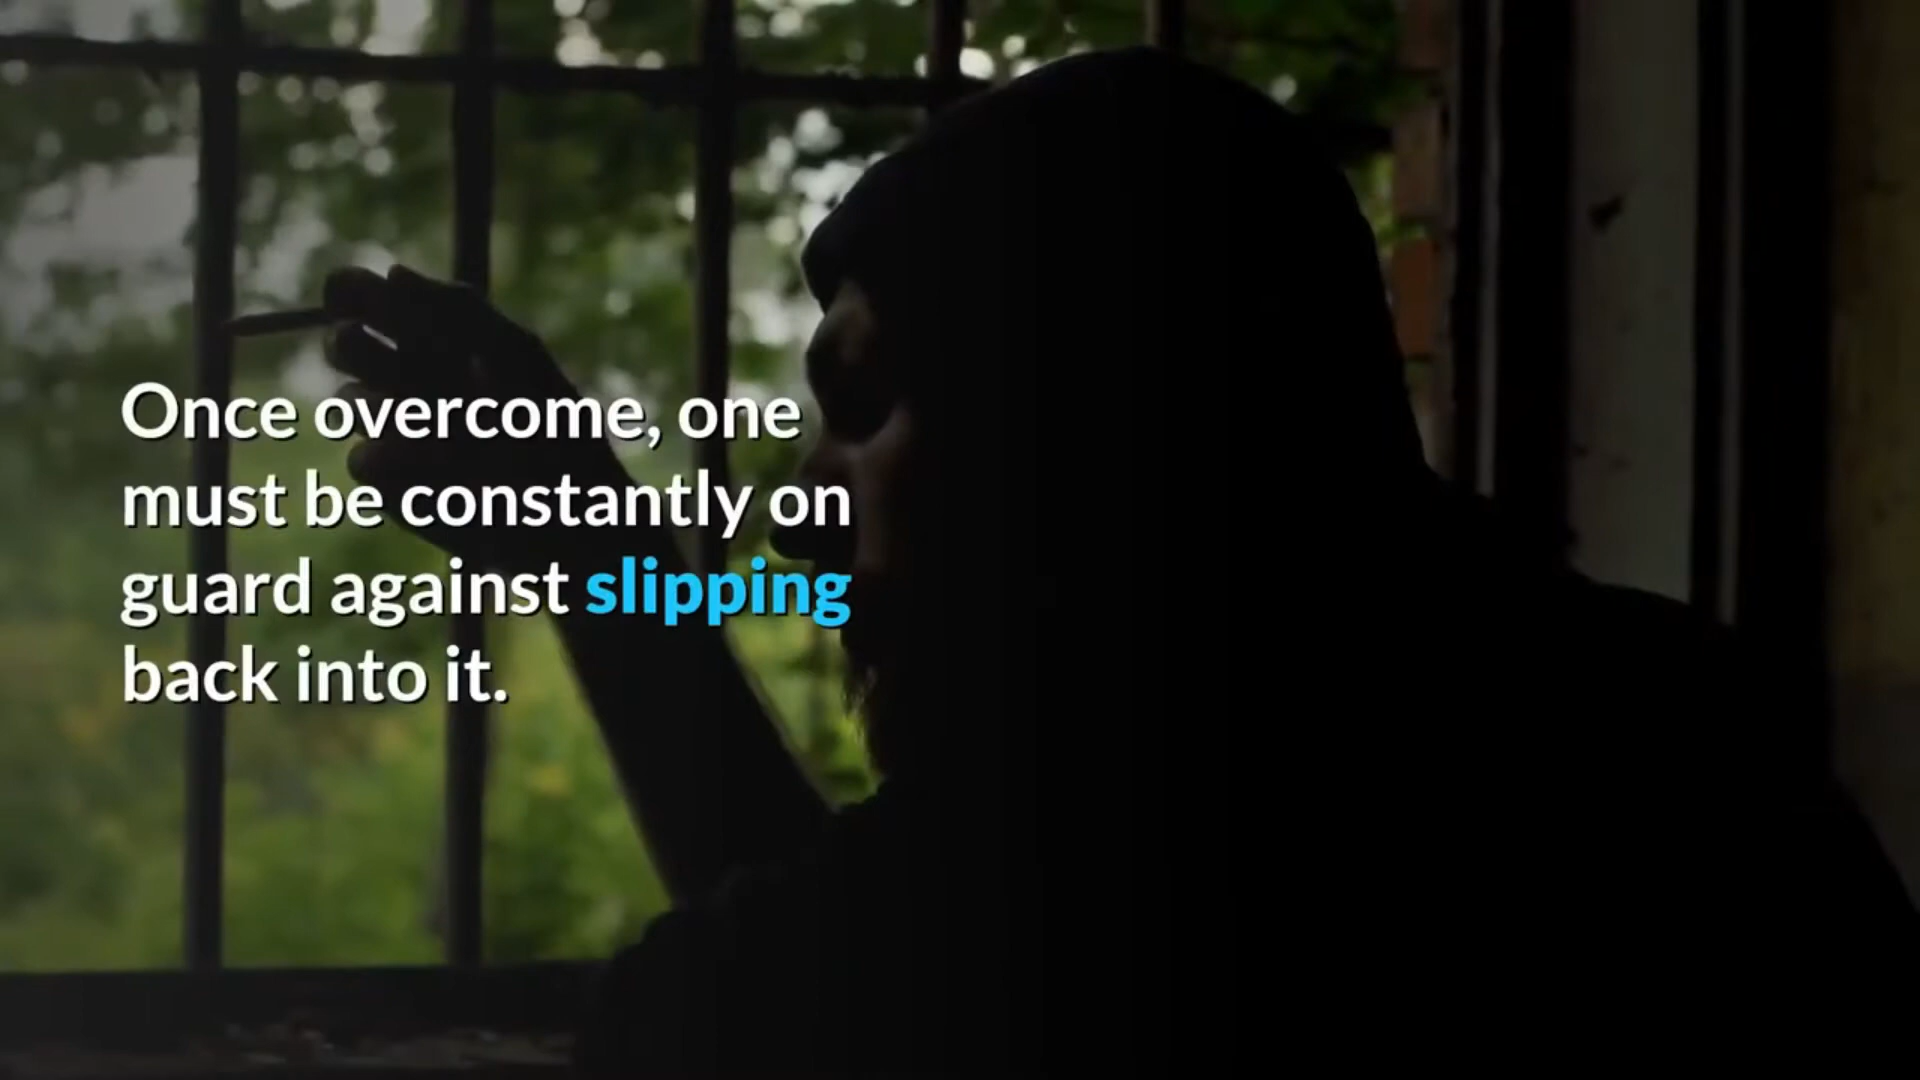 Once overcome, one
must be constantly on
guard against slipping
back into it.